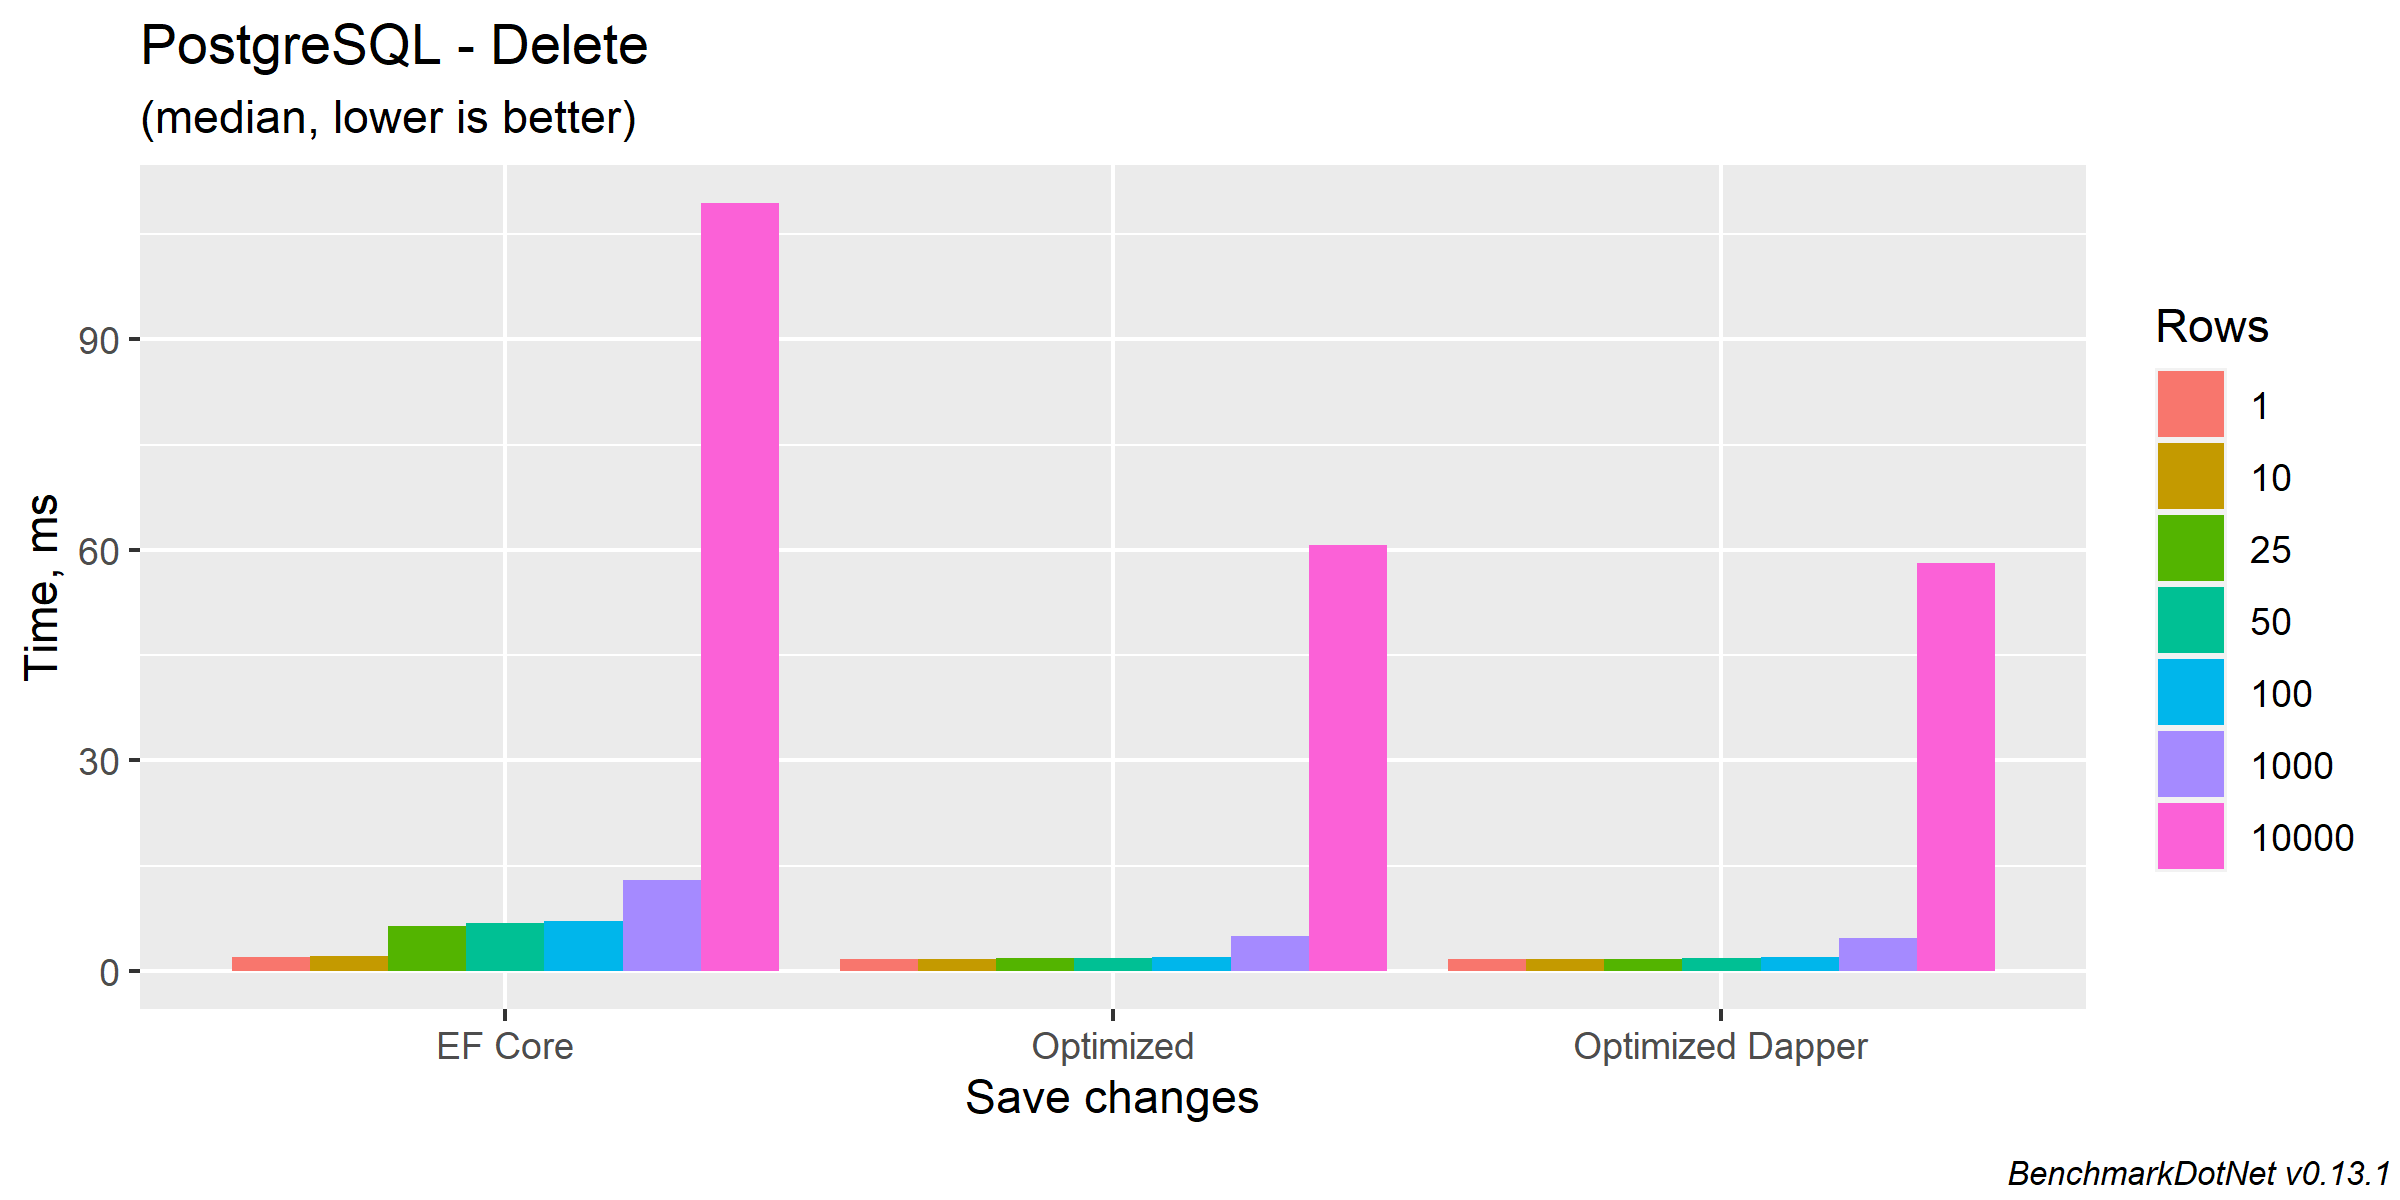 PostgreSQL - Delete
(median, lower is better)
Time, ms
90
60
30
0
EF Core
Optimized
Optimized Dapper
Save changes
Rows
1
10
25
50
100
1000
10000
BenchmarkDotNet v0.13.1